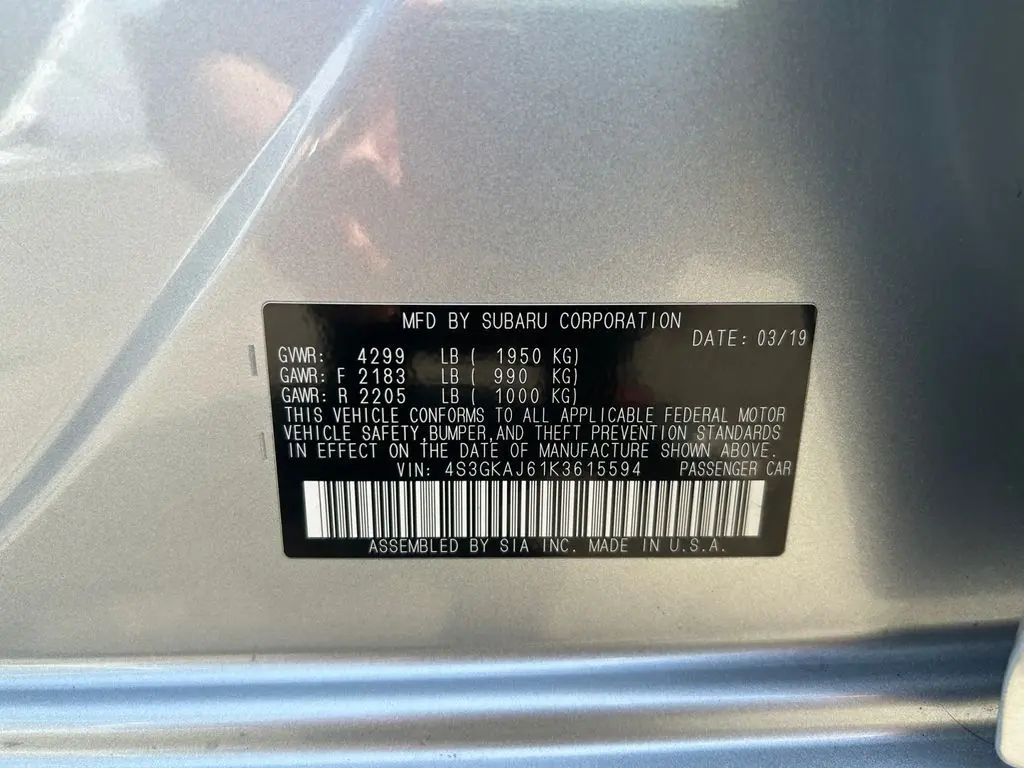 MFD BY SUBARU CORPORATION
DATE: 03/19
GVWR: 4299 LB ( 1950 KG)
GAWR: F 2183 LB ( 990 KG)
GAWR: R 2205 LB ( 1000 KG)
THIS VEHICLE CONFORMS TO ALL APPLICABLE FEDERAL MOTOR
VEHICLE SAFETY,BUMPER,AND THEFT PREVENTION STANDARDS
IN EFFECT ON THE DATE OF MANUFACTURE SHOWN ABOVE.
VIN: 4S3GKAJ61K3615594 PASSENGER CAR
ASSEMBLED BY SIA INC. MADE IN U.S.A.